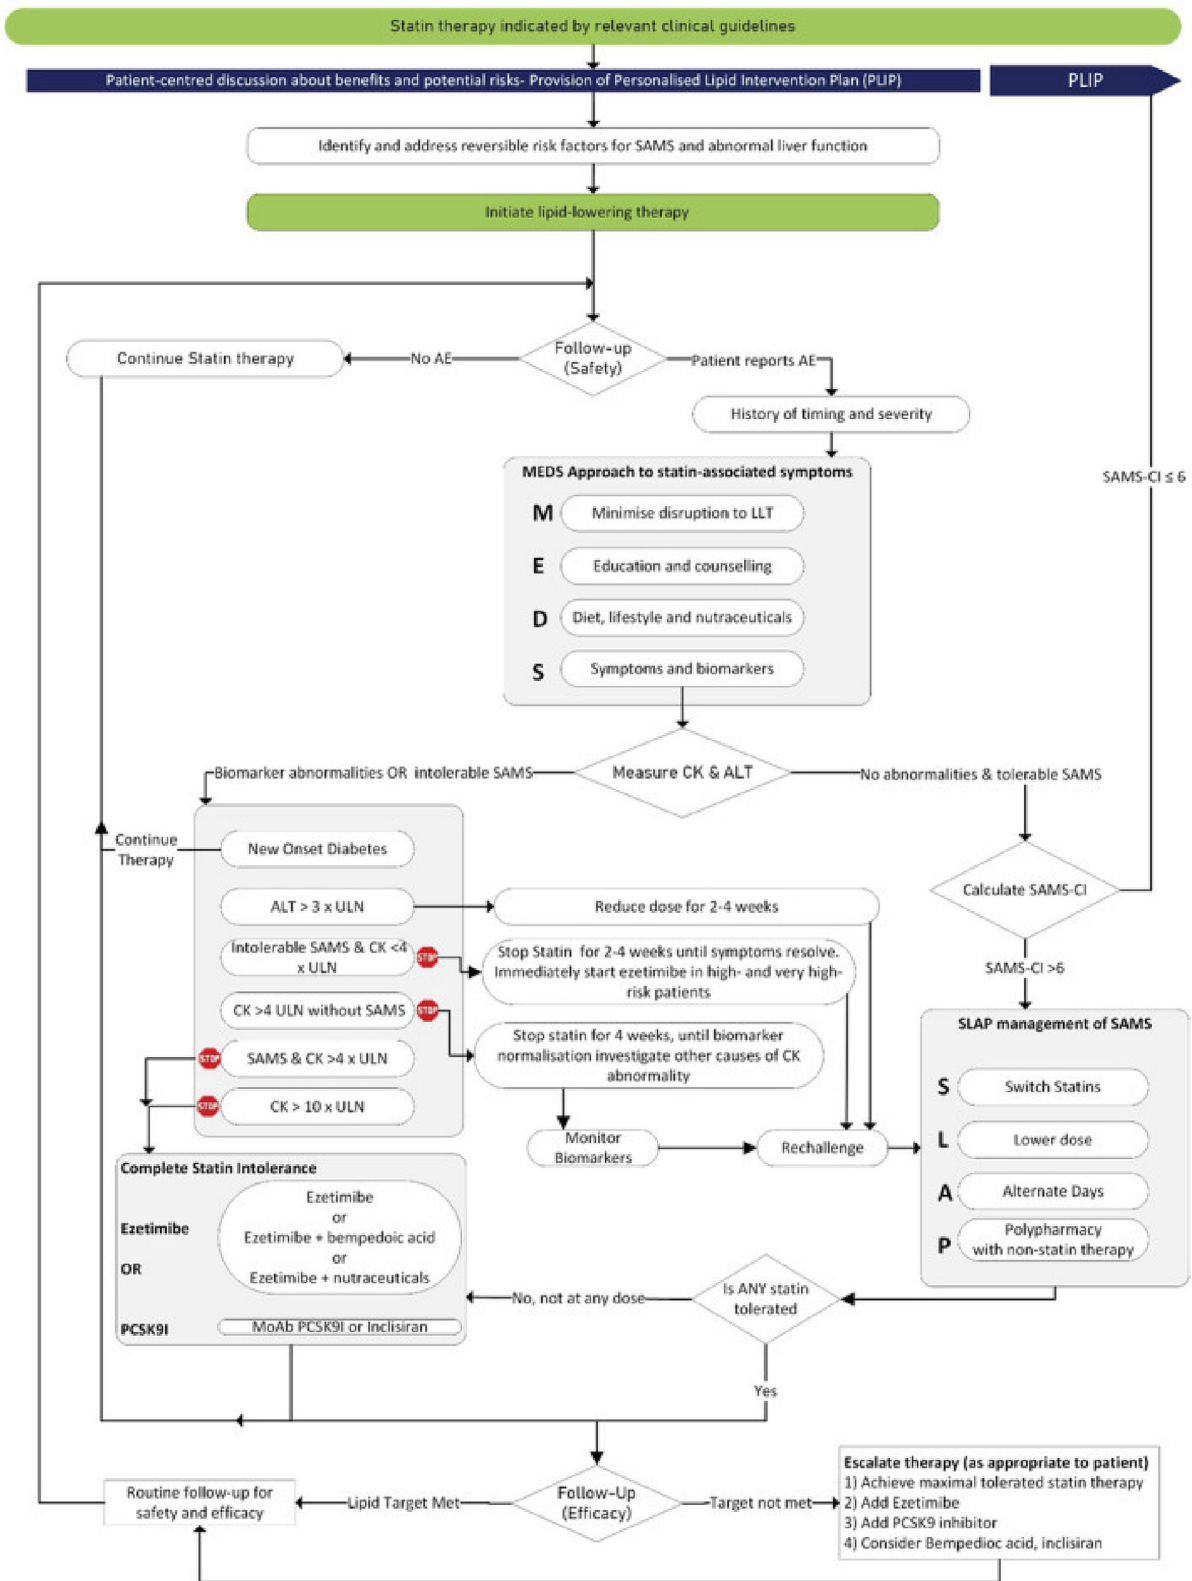 Statin therapy indicated by relevant clinical guidelines
Patient-centred discussion about benefits and potential risks- Provision of Personalised Lipid Intervention Plan (PLIP)
PLIP
Identify and address reversible risk factors for SAMS and abnormal liver function
Initiate lipid-lowering therapy
Follow-up
(Safety)
No AE
Continue Statin therapy
Patient reports AE
History of timing and severity
MEDS Approach to statin-associated symptoms
M Minimise disruption to LLT
E Education and counselling
D Diet, lifestyle and nutraceuticals
S Symptoms and biomarkers
SAMS-CI ≤ 6
Measure CK & ALT
Biomarker abnormalities OR intolerable SAMS
No abnormalities & tolerable SAMS
Continue
Therapy
New Onset Diabetes
ALT > 3 x ULN
Reduce dose for 2-4 weeks
Intolerable SAMS & CK <4
x ULN
STOP
Stop Statin for 2-4 weeks until symptoms resolve.
Immediately start ezetimibe in high- and very high-
risk patients
CK >4 ULN without SAMS
STOP
Stop statin for 4 weeks, until biomarker
normalisation investigate other causes of CK
abnormality
STOP
SAMS & CK >4 x ULN
STOP
CK > 10 x ULN
Monitor
Biomarkers
Rechallenge
Calculate SAMS-CI
SAMS-CI >6
SLAP management of SAMS
S Switch Statins
L Lower dose
A Alternate Days
P Polypharmacy
with non-statin therapy
Complete Statin Intolerance
Ezetimibe
OR
PCSK9I
Ezetimibe
or
Ezetimibe + bempedoic acid
or
Ezetimibe + nutraceuticals
MoAb PCSK9I or Inclisiran
Is ANY statin
tolerated
No, not at any dose
Yes
Follow-Up
(Efficacy)
Lipid Target Met
Routine follow-up for
safety and efficacy
Target not met
Escalate therapy (as appropriate to patient)
1) Achieve maximal tolerated statin therapy
2) Add Ezetimibe
3) Add PCSK9 inhibitor
4) Consider Bempedioc acid, inclisiran